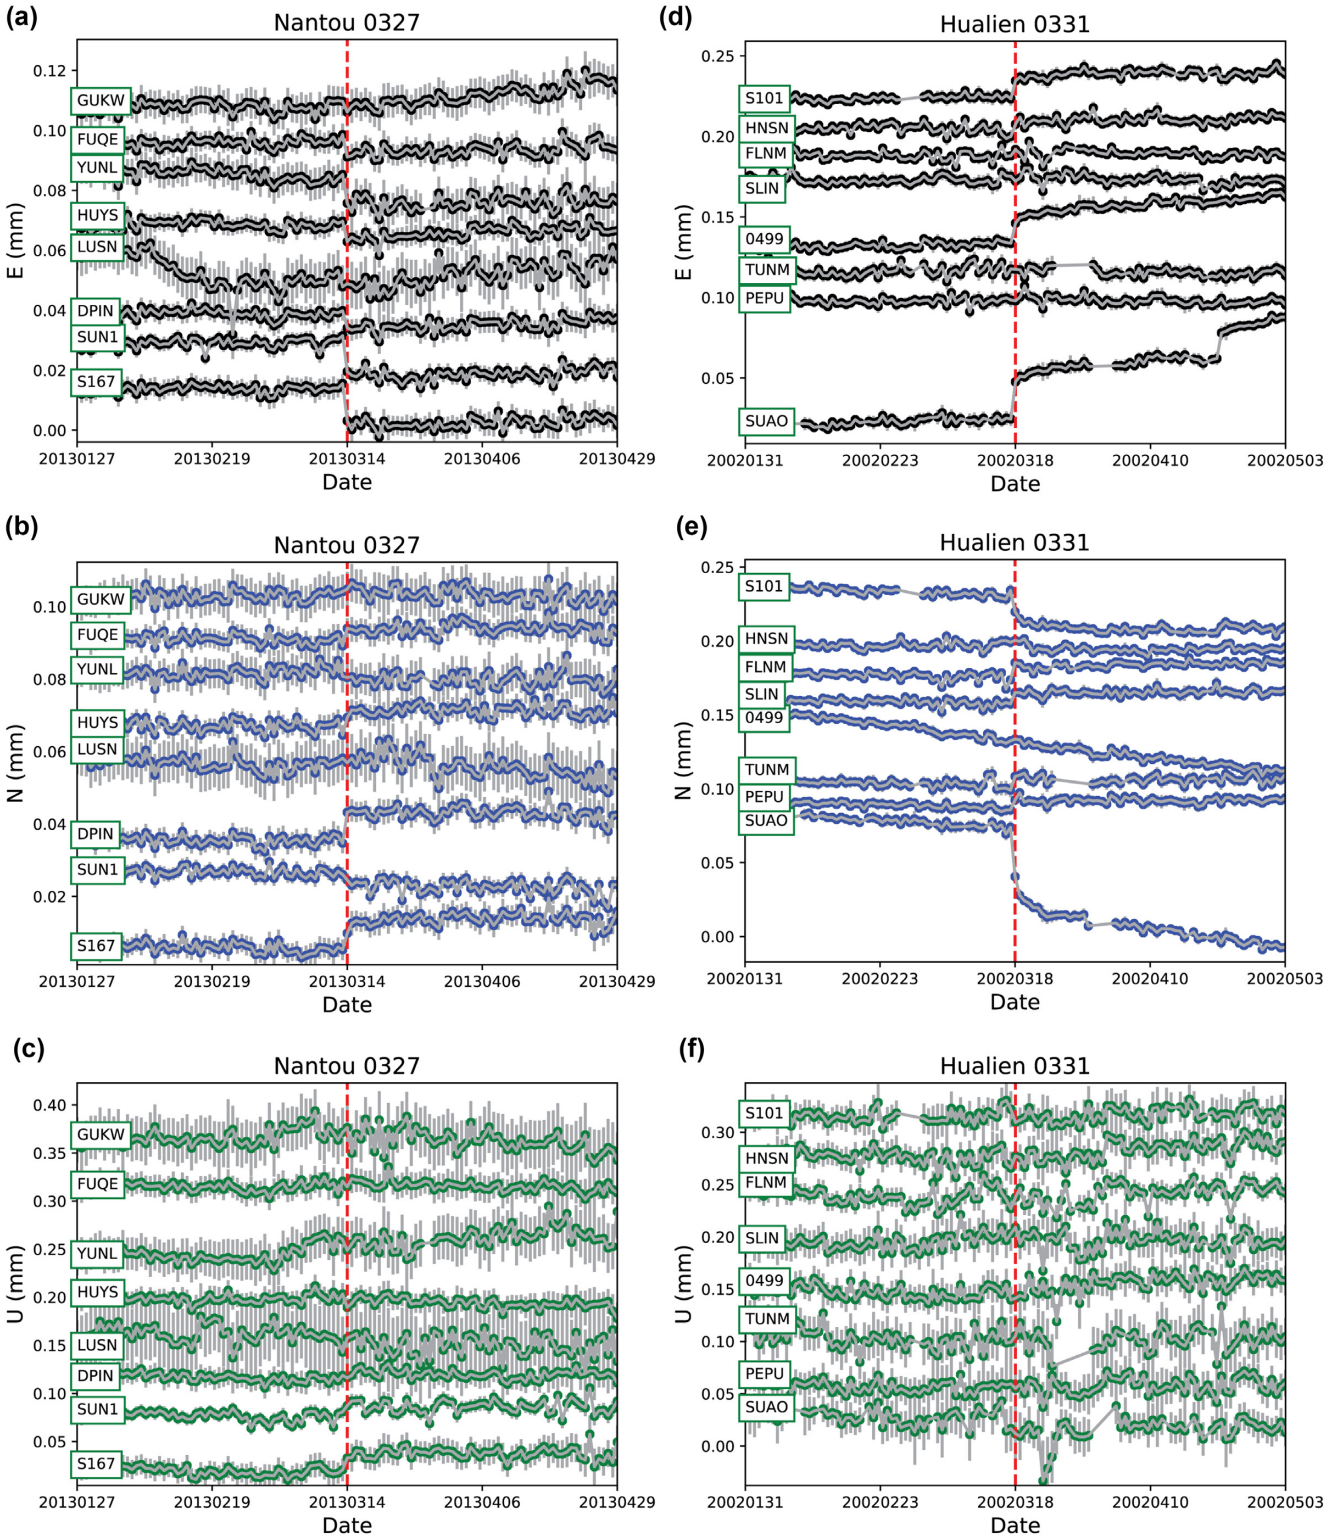 (a)
Nantou 0327
E (mm)
0.12
0.10
0.08
0.06
0.04
0.02
0.00
GUKW
FUQE
YUNL
HUYS
LUSN
DPIN
SUN1
S167
20130127 20130219 20130314 20130406 20130429
Date
(d)
Hualien 0331
E (mm)
0.25
0.20
0.15
0.10
0.05
S101
HNSN
FLNM
SLIN
0499
TUNM
PEPU
SUAO
20020131 20020223 20020318 20020410 20020503
Date
(b)
Nantou 0327
N (mm)
0.10
0.08
0.06
0.04
0.02
GUKW
FUQE
YUNL
HUYS
LUSN
DPIN
SUN1
S167
20130127 20130219 20130314 20130406 20130429
Date
(e)
Hualien 0331
N (mm)
0.25
0.20
0.15
0.10
0.05
0.00
S101
HNSN
FLNM
SLIN
0499
TUNM
PEPU
SUAO
20020131 20020223 20020318 20020410 20020503
Date
(c)
Nantou 0327
U (mm)
0.40
0.35
0.30
0.25
0.20
0.15
0.10
0.05
GUKW
FUQE
YUNL
HUYS
LUSN
DPIN
SUN1
S167
20130127 20130219 20130314 20130406 20130429
Date
(f)
Hualien 0331
U (mm)
0.30
0.25
0.20
0.15
0.10
0.05
0.00
S101
HNSN
FLNM
SLIN
0499
TUNM
PEPU
SUAO
20020131 20020223 20020318 20020410 20020503
Date